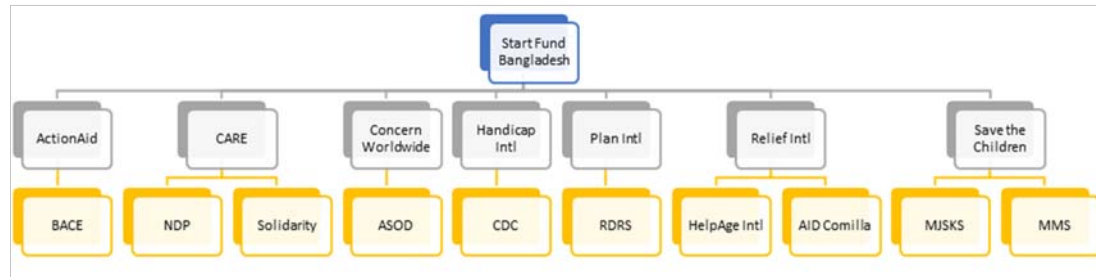 Start Fund
Bangladesh
ActionAid
CARE
Concern
Worldwide
Handicap
Intl
Plan Intl
Relief Intl
Save the
Children
BACE
NDP
Solidarity
ASOD
CDC
RDRS
HelpAge Intl
AID Comilla
MJSKS
MMS